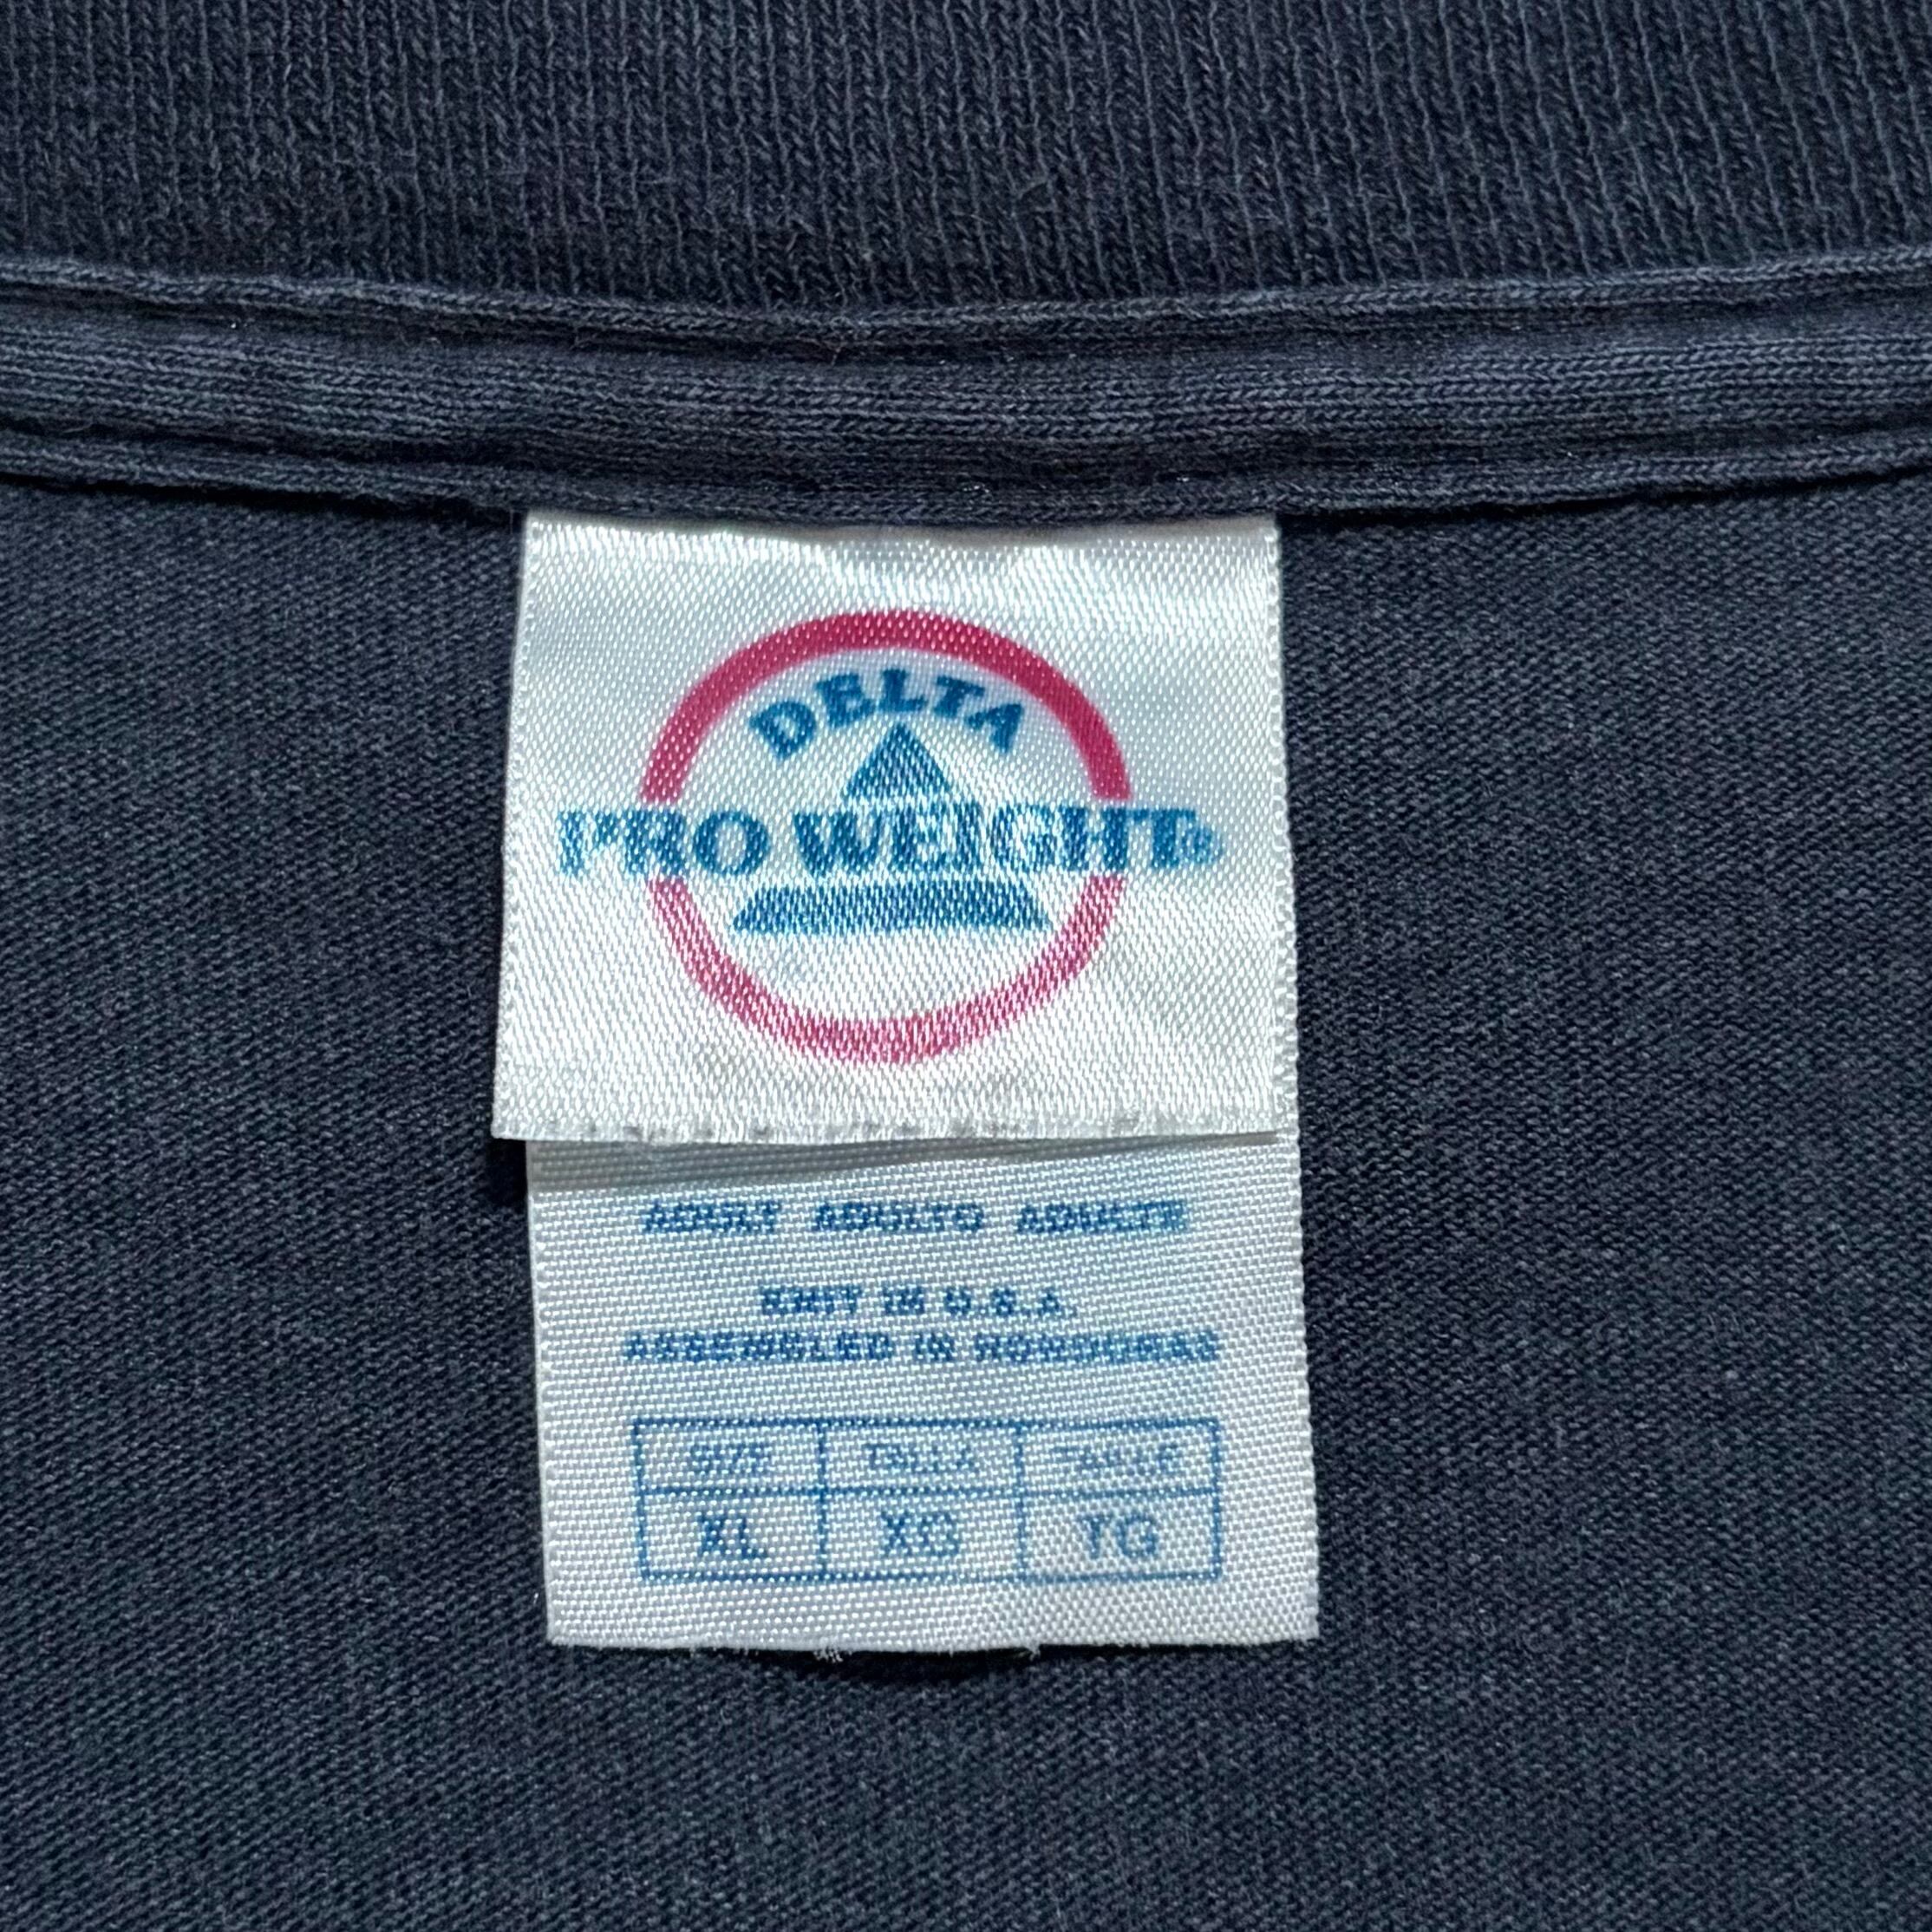 DELTA
PRO WEIGHT®
ADULT ADULTO ADULTE
KNIT IN U.S.A.
ASSEMBLED IN HONDURAS
SIZE TALLA TAILLE
XL XG TG